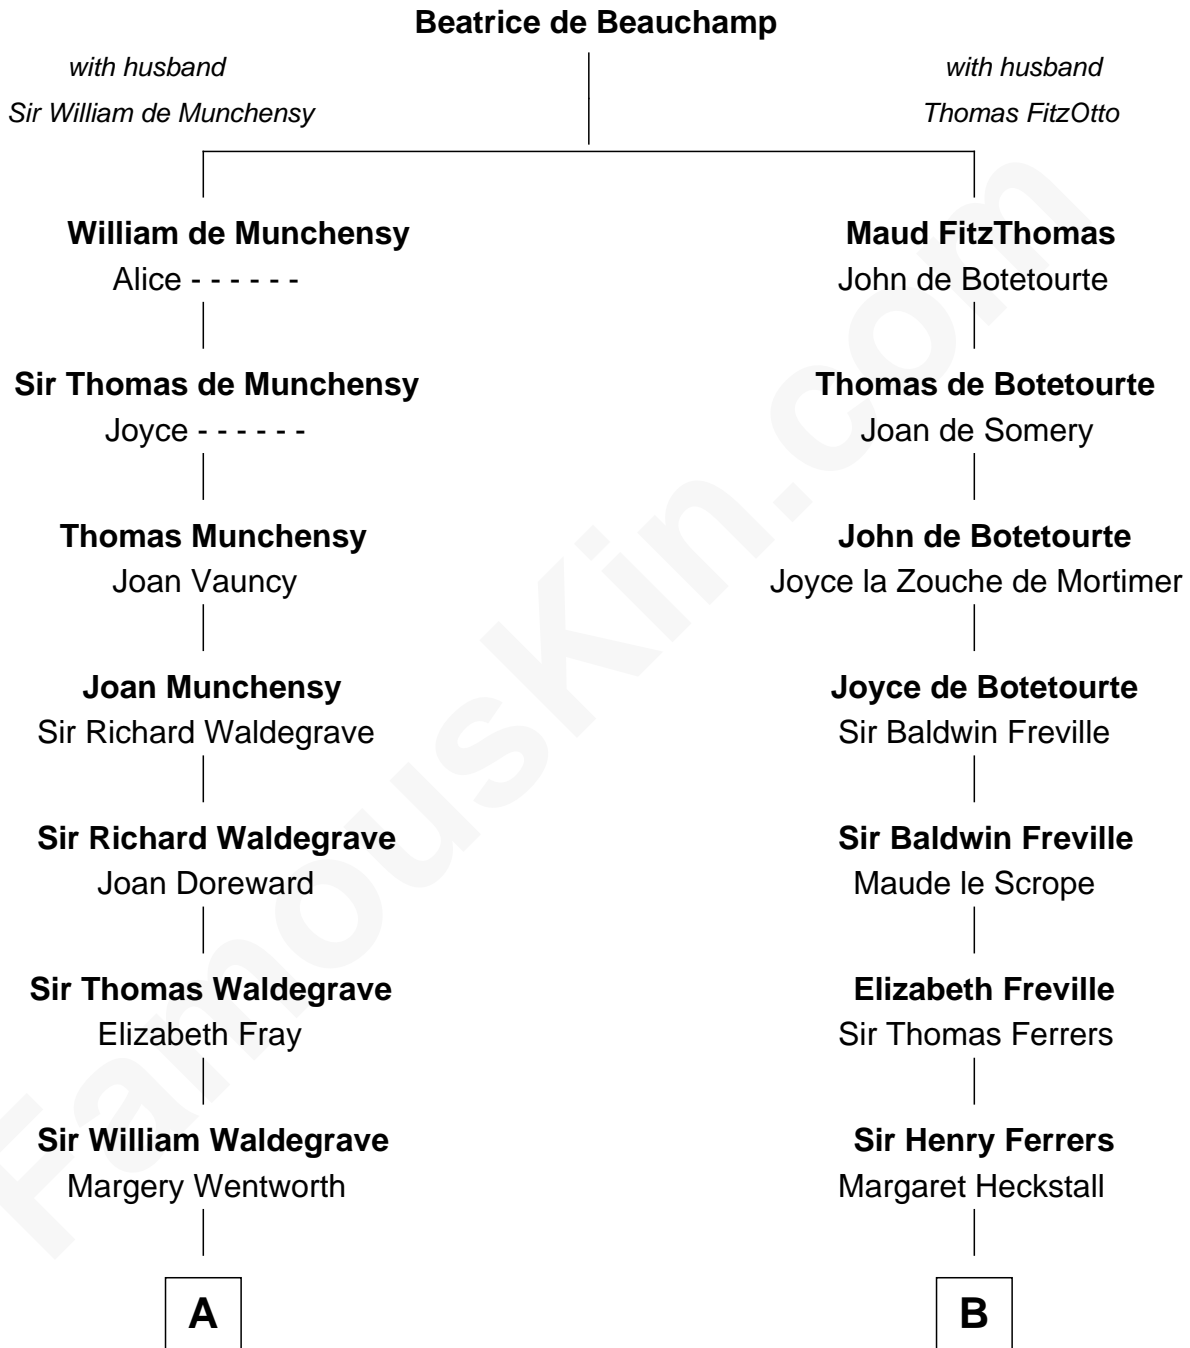 Beatrice de Beauchamp
with husband
Sir William de Munchensy
with husband
Thomas FitzOtto
William de Munchensy
Alice - - - - - -
Maud FitzThomas
John de Botetourte
Sir Thomas de Munchensy
Joyce - - - - - -
Thomas de Botetourte
Joan de Somery
Thomas Munchensy
Joan Vauncy
John de Botetourte
Joyce la Zouche de Mortimer
Joan Munchensy
Sir Richard Waldegrave
Joyce de Botetourte
Sir Baldwin Freville
Sir Richard Waldegrave
Joan Doreward
Sir Baldwin Freville
Maude le Scrope
Sir Thomas Waldegrave
Elizabeth Fray
Elizabeth Freville
Sir Thomas Ferrers
Sir William Waldegrave
Margery Wentworth
Sir Henry Ferrers
Margaret Heckstall
A
B
FamousKin.com